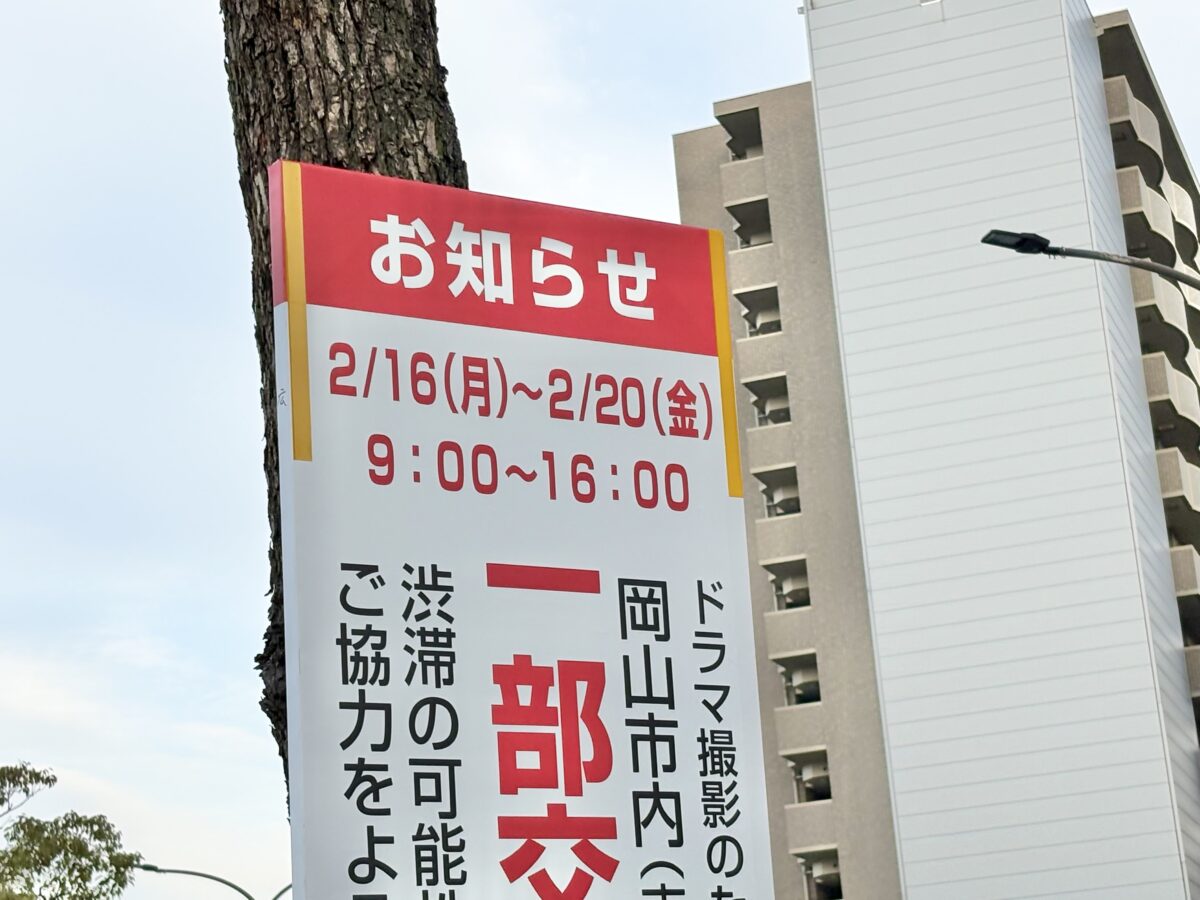 お知らせ
2/16(月)～2/20(金)
9：00～16：00
ドラマ撮影の
岡山市内(
一部交
渋滞の可能
ご協力をよ